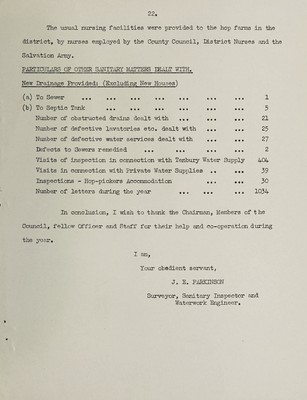 22.
The usual nursing facilities were provided to the hop farms in the
district, by nurses employed by the County Council, District Nurses and the
Salvation Army.
PARTICULARS OF OTHER SANITARY MATTERS DEALT WITH.
New Drainage Provided: (Excluding New Houses)
(a) To Sewer ... ... ... ... ... ... ... 1
(b) To Septic Tank ... ... ... ... ... ... 5
Number of obstructed drains dealt with ... ... ... 21
Number of defective lavatories etc. dealt with ... ... 25
Number of defective water services dealt with ... ... 27
Defects to Sewers remedied ... ... ... ... 2
Visits of inspection in connection with Tenbury Water Supply 404
Visits in connection with Private Water Supplies .. ... 39
Inspections - Hop-pickers Accommodation ... ... 30
Number of letters during the year ... ... ... 1034
In conclusion, I wish to thank the Chairman, Members of the
Council, fellow Officer and Staff for their help and co-operation during
the year.
I am,
Your obedient servant,
J. E. PARKINSON
Surveyor, Sanitary Inspector and
Waterwork Engineer.